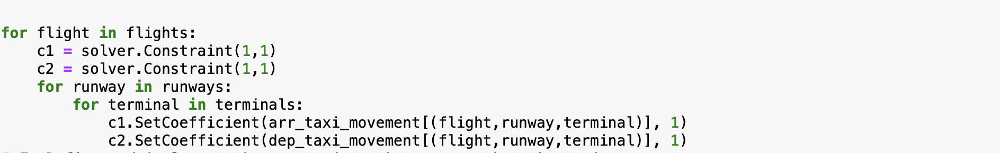 for flight in flights:
    c1 = solver.Constraint(1,1)
    c2 = solver.Constraint(1,1)
    for runway in runways:
        for terminal in terminals:
            c1.SetCoefficient(arr_taxi_movement[(flight,runway,terminal)], 1)
            c2.SetCoefficient(dep_taxi_movement[(flight,runway,terminal)], 1)